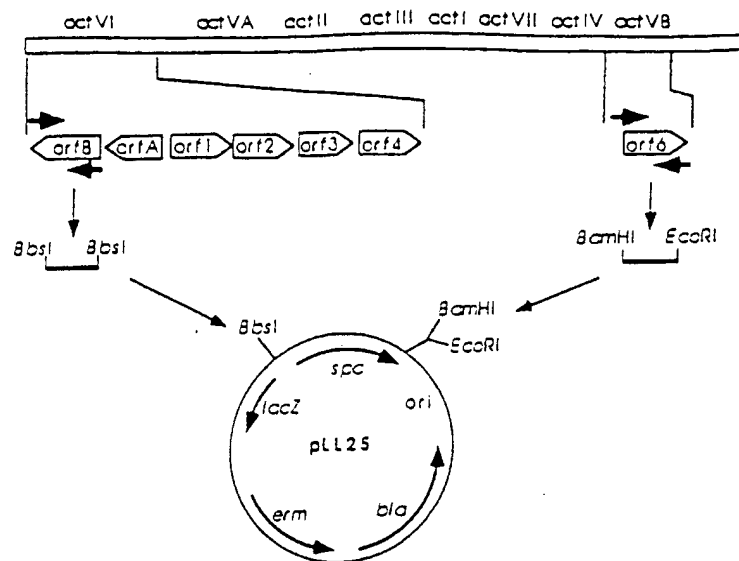 actVI actVA actII actIII actI actVII actIV actVB
orfB orfA orf1 orf2 orf3 orf4 orf6
BbsI BbsI BamHI EcoRI
BamHI
BbsI EcoRI
spc
lacZ ori
pLL25
erm bla